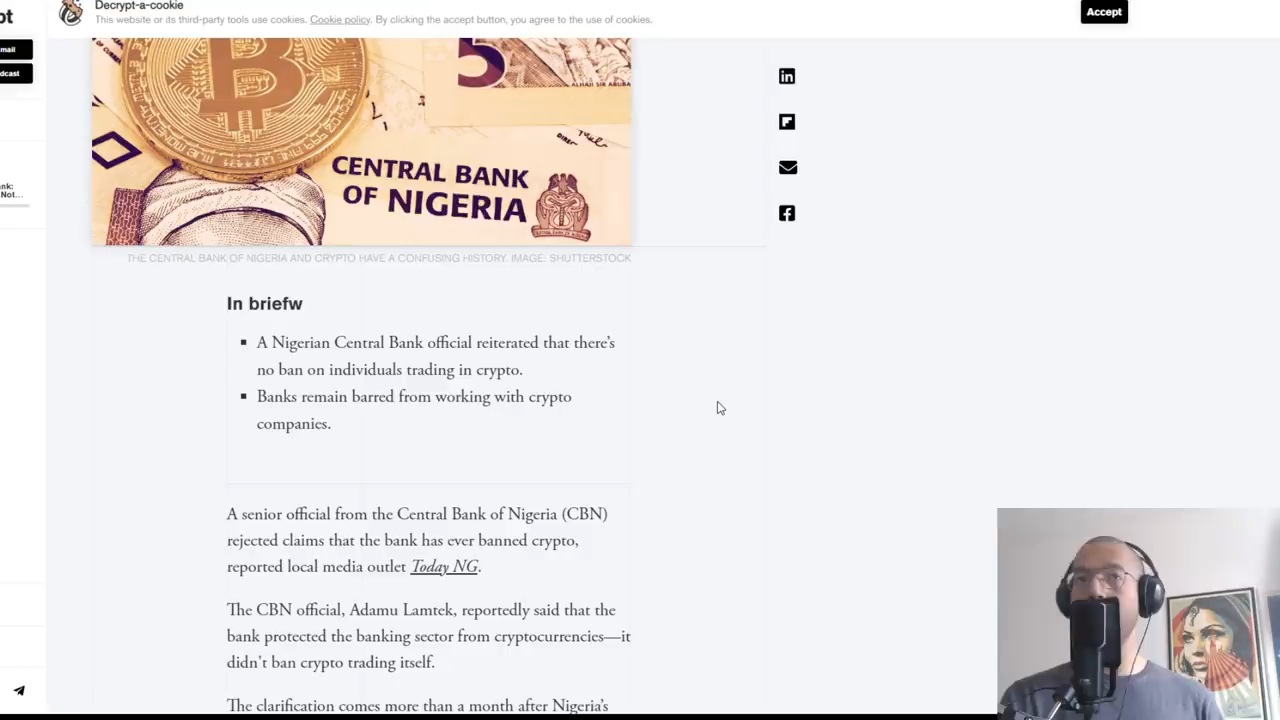 pt
Decrypt-a-cookie
This website or its third-party tools use cookies. Cookie policy. By clicking the accept button, you agree to the use of cookies.
Accept
mail
dcast
nk:
Not...
5
CENTRAL BANK
OF NIGERIA
THE CENTRAL BANK OF NIGERIA AND CRYPTO HAVE A CONFUSING HISTORY. IMAGE: SHUTTERSTOCK
In briefw
▪ A Nigerian Central Bank official reiterated that there's
no ban on individuals trading in crypto.
▪ Banks remain barred from working with crypto
companies.
A senior official from the Central Bank of Nigeria (CBN)
rejected claims that the bank has ever banned crypto,
reported local media outlet Today NG.
The CBN official, Adamu Lamtek, reportedly said that the
bank protected the banking sector from cryptocurrencies—it
didn't ban crypto trading itself.
The clarification comes more than a month after Nigeria's